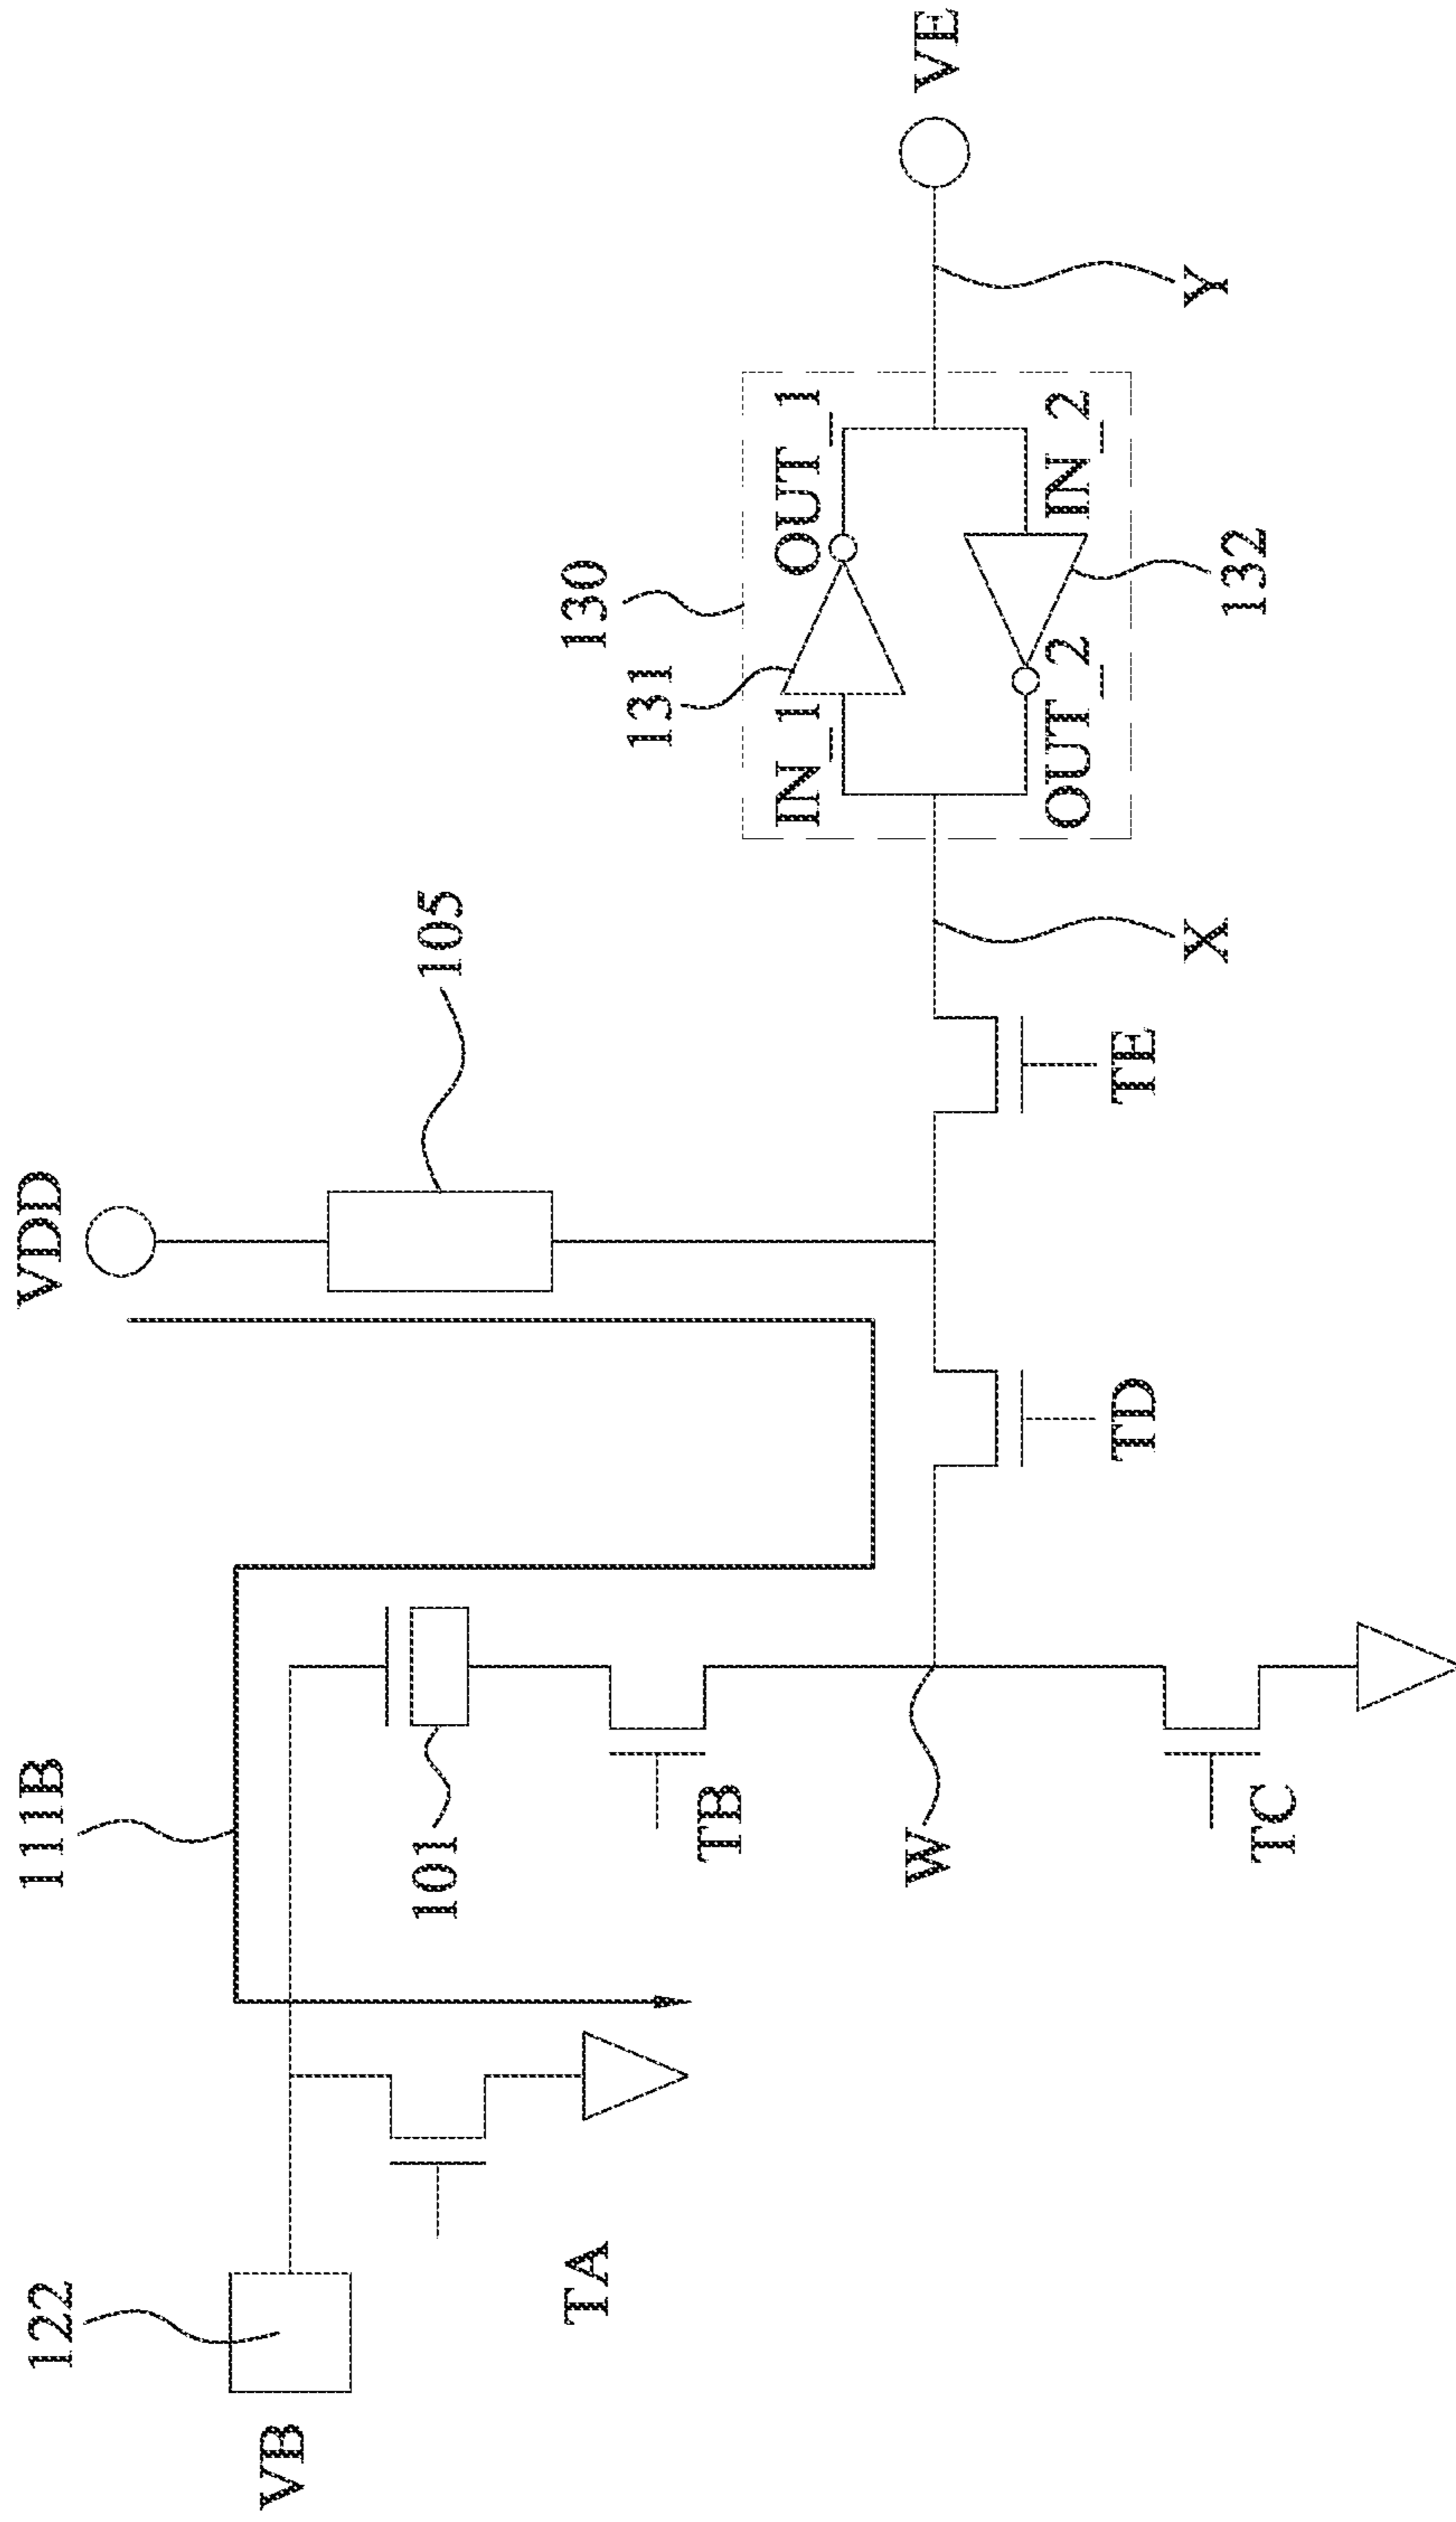 122
111B
VDD
VB
101
105
TA
130
131
TB
IN_1
OUT_1
W
VE
OUT_2
IN_2
TD
TE
X
Y
132
TC